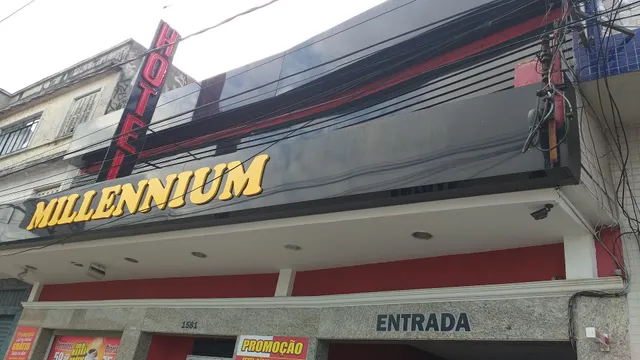 HOTEL
MILLENNIUM
1581
ENTRADA
PROMOÇÃO